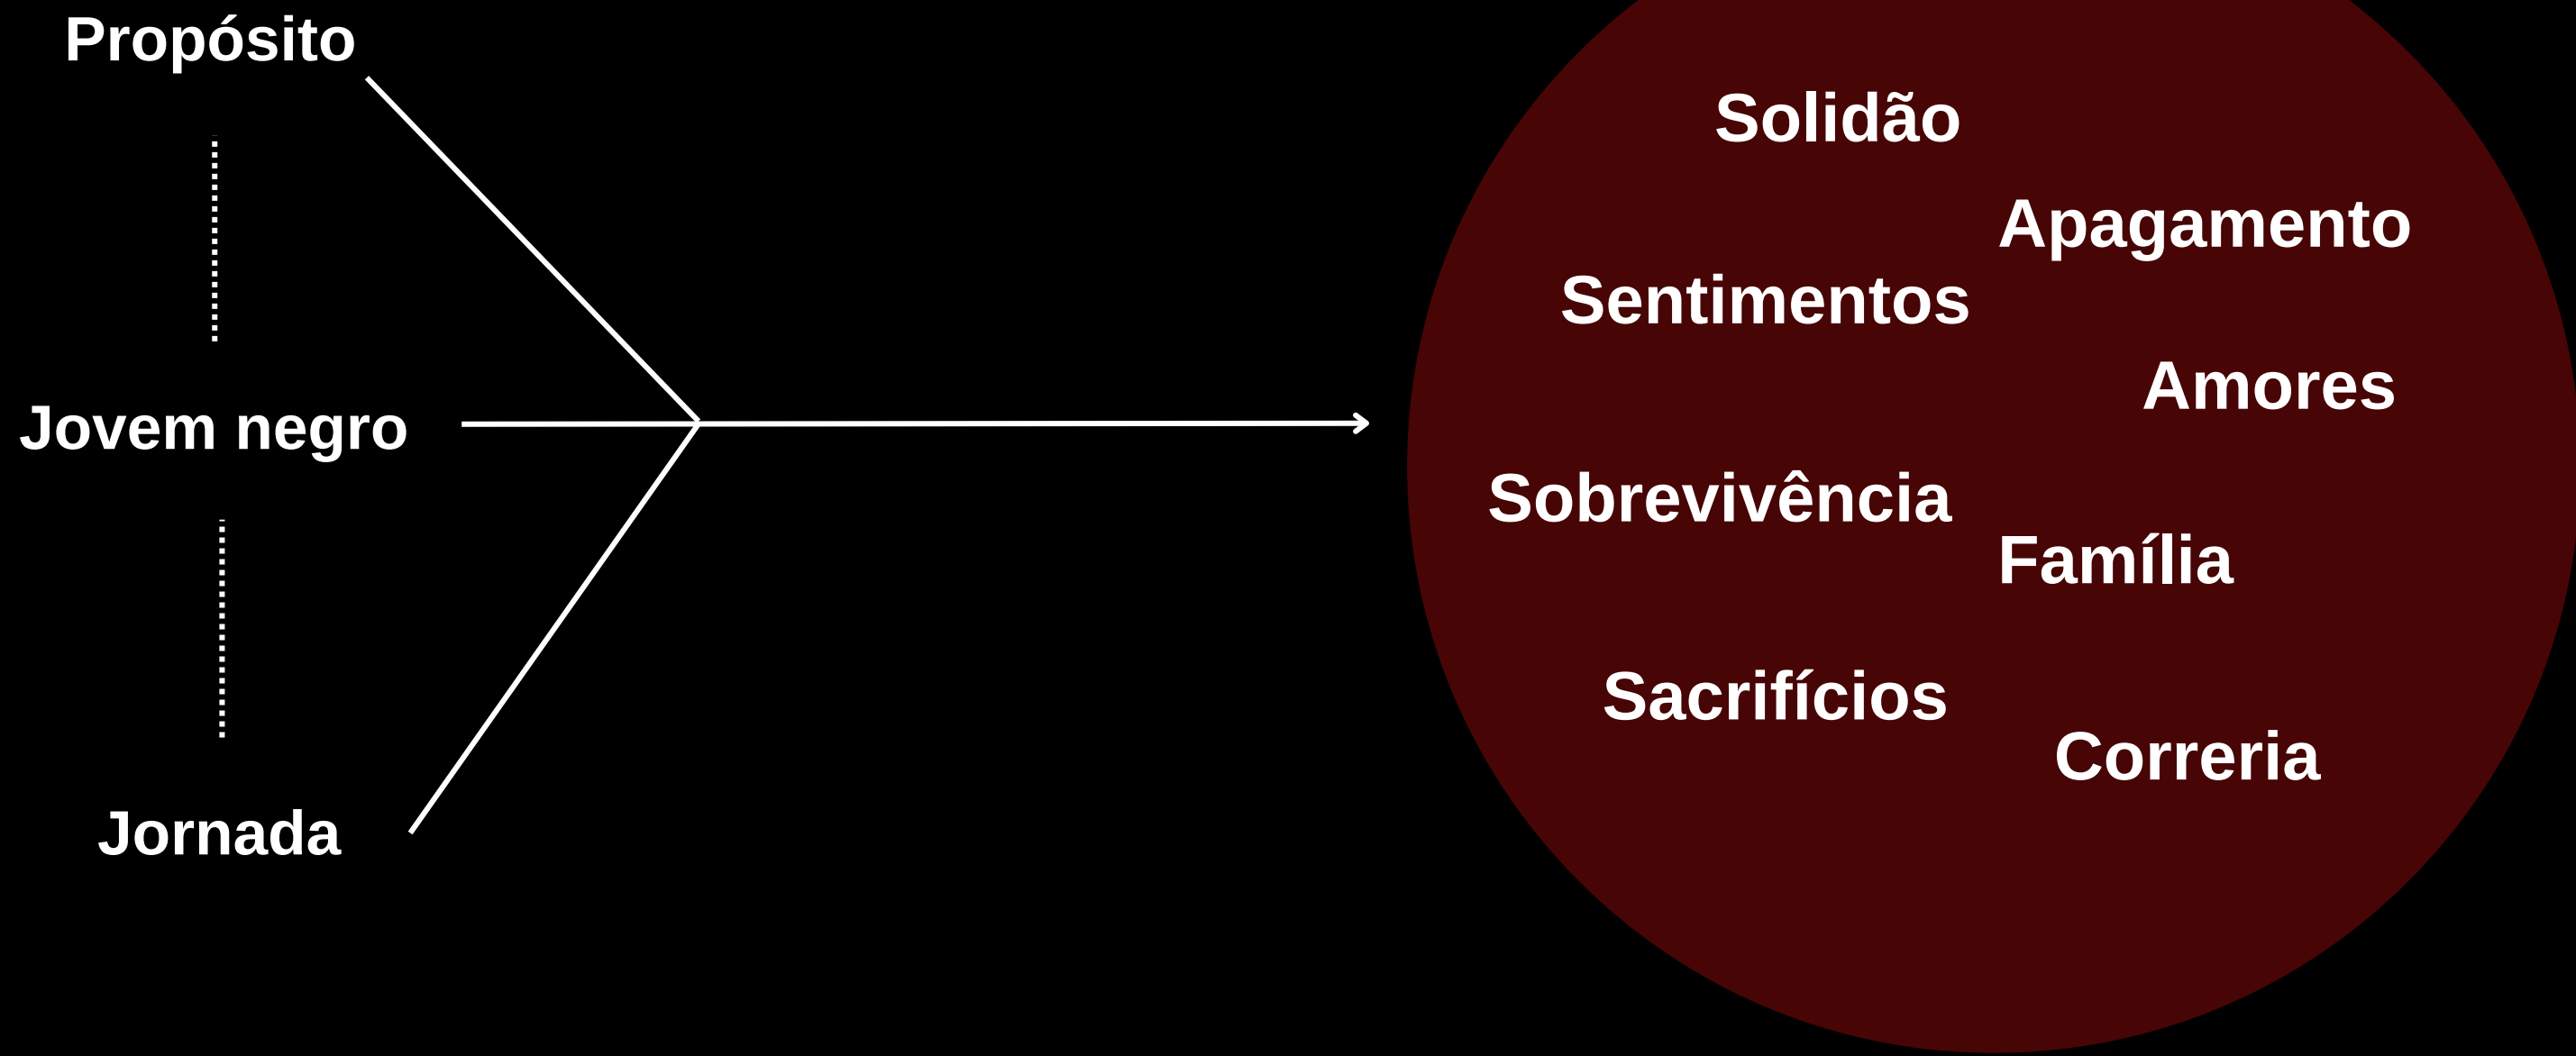 Propósito
Jovem negro
Jornada
Solidão
Apagamento
Sentimentos
Amores
Sobrevivência
Família
Sacrifícios
Correria